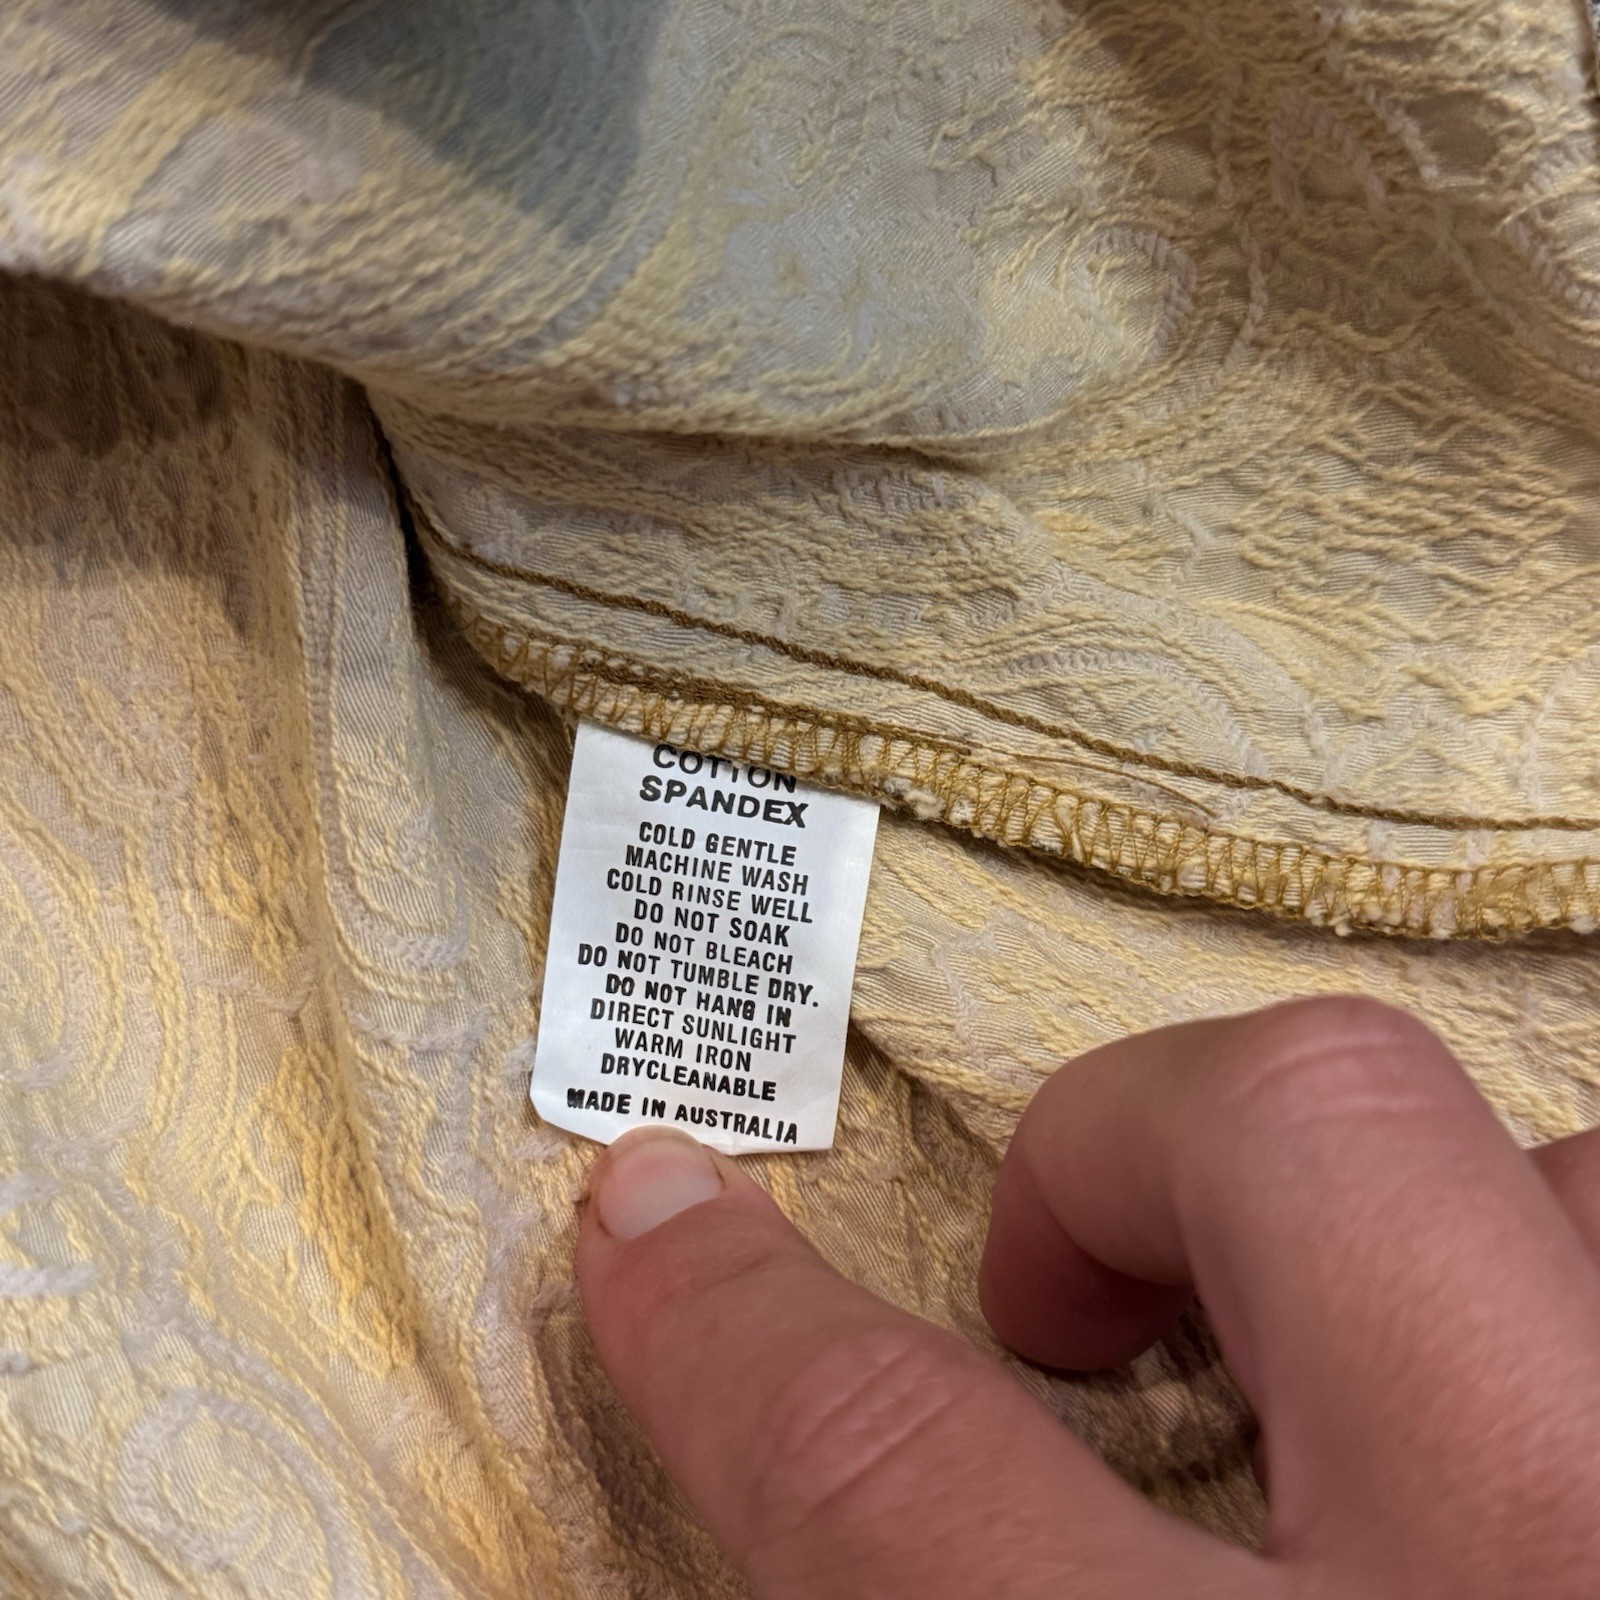 COTTON
SPANDEX
COLD GENTLE
MACHINE WASH
COLD RINSE WELL
DO NOT SOAK
DO NOT BLEACH
DO NOT TUMBLE DRY.
DO NOT HANG IN
DIRECT SUNLIGHT
WARM IRON
DRYCLEANABLE
MADE IN AUSTRALIA